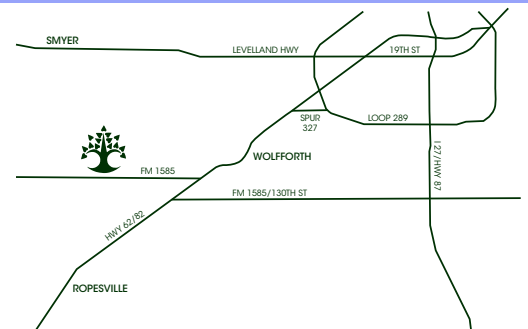 SMYER
LEVELLAND HWY
19TH ST
SPUR
327
LOOP 289
WOLFFORTH
I 27/HWY 87
FM 1585
FM 1585/130TH ST
HWY 62/82
ROPESVILLE